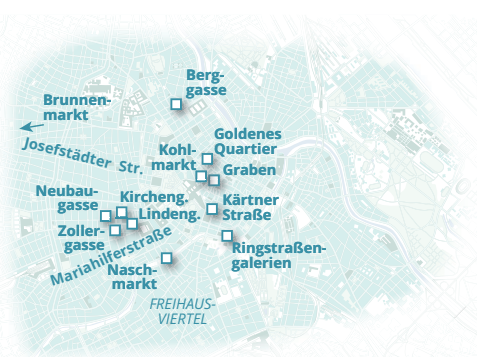 Berg-
gasse
Brunnen-
markt
Goldenes
Quartier
Josefstädter Str.
Kohl-
markt
Graben
Neubau-
gasse
Kircheng.
Kärtner
Straße
Lindeng.
Zoller-
gasse
Mariahilferstraße
Ringstraßen-
galerien
Nasch-
markt
FREIHAUS-
VIERTEL